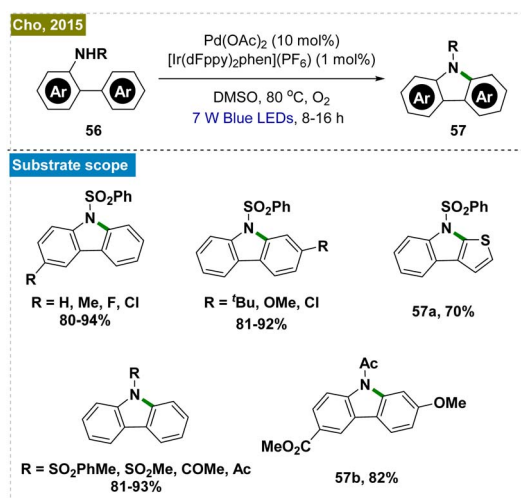 Cho, 2015
NHR
Ar
Ar
56
Pd(OAc)2 (10 mol%)
[Ir(dFppy)2phen](PF6) (1 mol%)
DMSO, 80 °C, O2
7 W Blue LEDs, 8-16 h
R
N
Ar
Ar
57
Substrate scope
SO2Ph
N
R
R = H, Me, F, Cl
80-94%
SO2Ph
N
R
R = tBu, OMe, Cl
81-92%
SO2Ph
N
S
57a, 70%
R
N
R = SO2PhMe, SO2Me, COMe, Ac
81-93%
Ac
N
OMe
MeO2C
57b, 82%